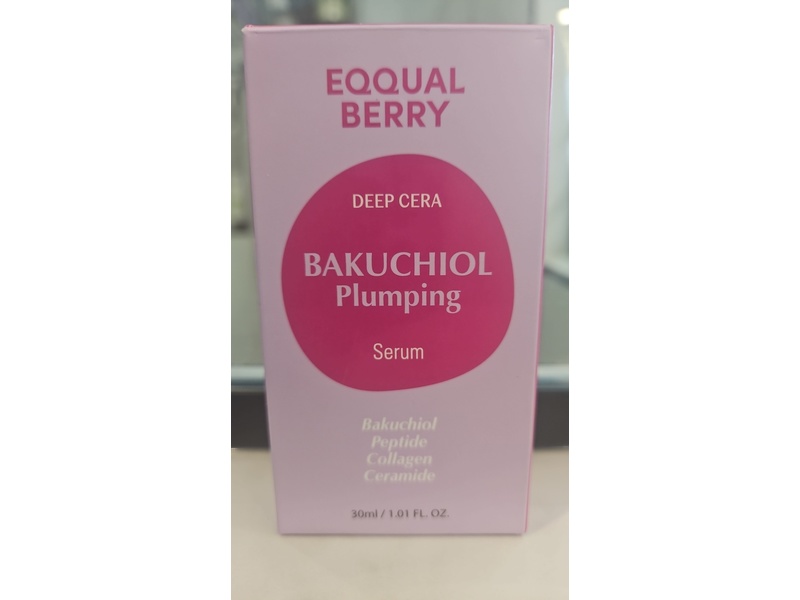 EQQUAL
BERRY
DEEP CERA
BAKUCHIOL
Plumping
Serum
Bakuchiol
Peptide
Collagen
Ceramide
30ml / 1.01 FL. OZ.